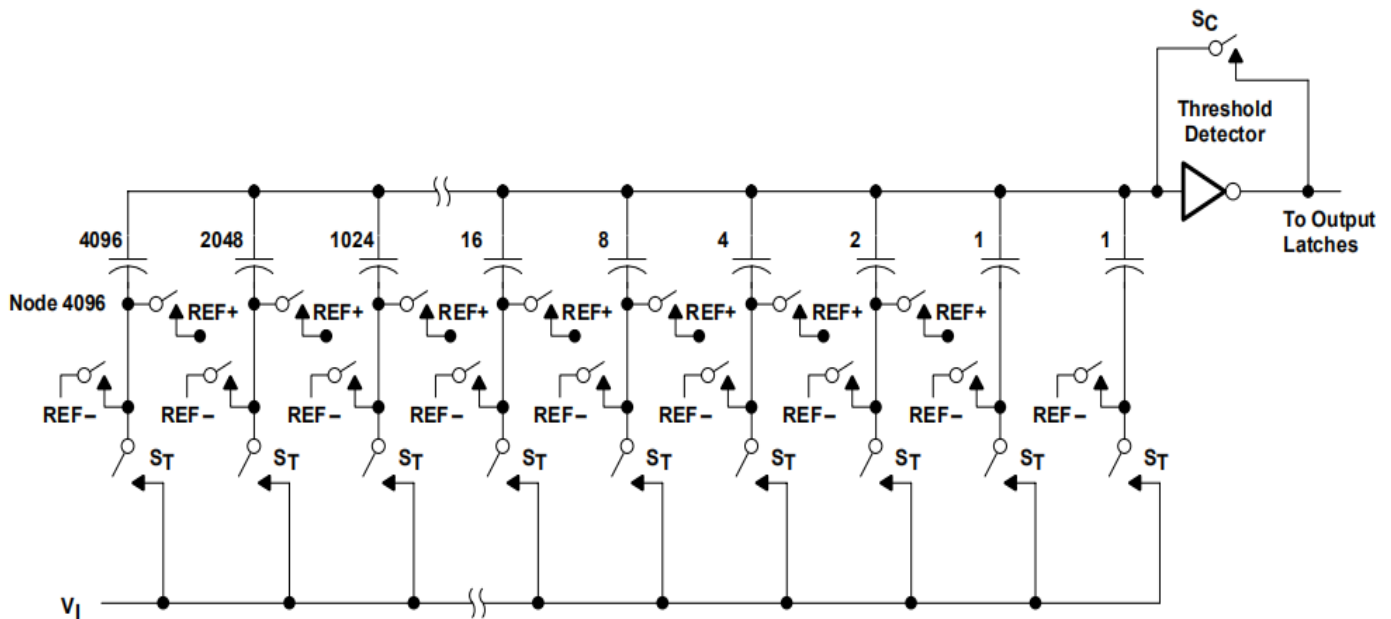 SC
Threshold
Detector
To Output
Latches
4096 2048 1024 16 8 4 2 1 1
Node 4096 REF+ REF+ REF+ REF+ REF+ REF+ REF+
REF– REF– REF– REF– REF– REF– REF– REF– REF–
ST ST ST ST ST ST ST ST ST
VI